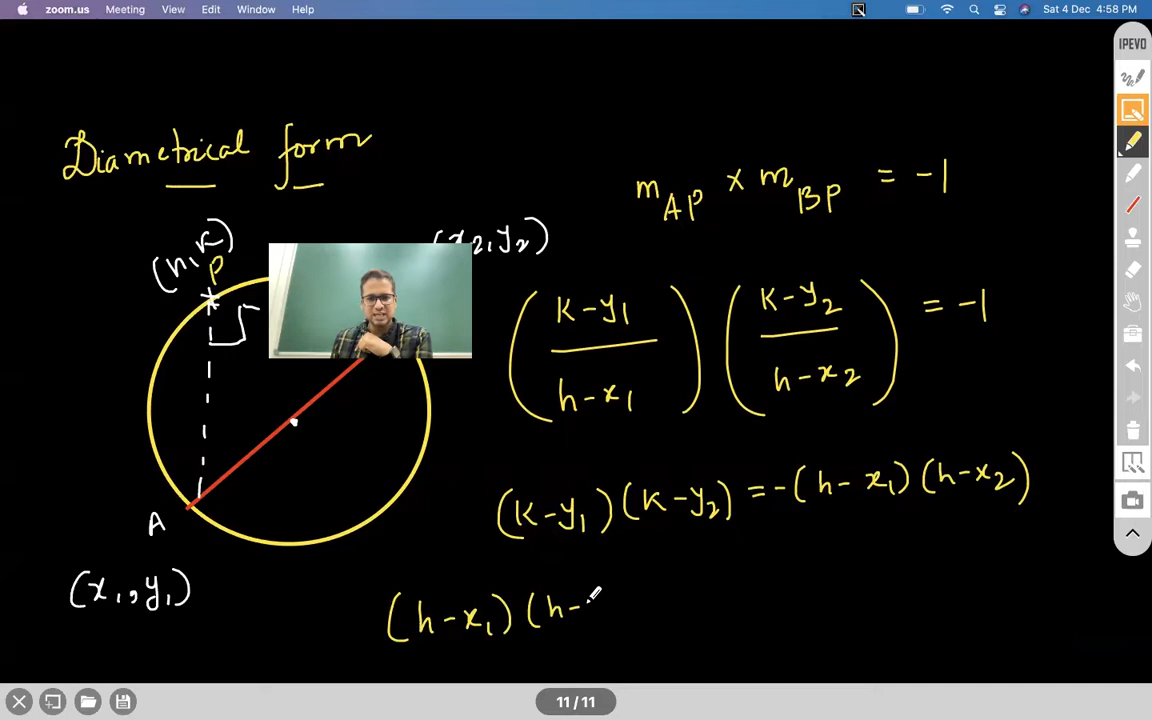 zoom.us Meeting View Edit Window Help Sat 4 Dec 4:58 PM
IPEVO
Diametrical form
m_AP × m_BP = -1
(h,k)
P
(x2,y2)
((K-y1)/(h-x1)) ((K-y2)/(h-x2)) = -1
(K-y1)(K-y2) = -(h-x1)(h-x2)
A
(x1,y1)
(h-x1)(h-
11/11